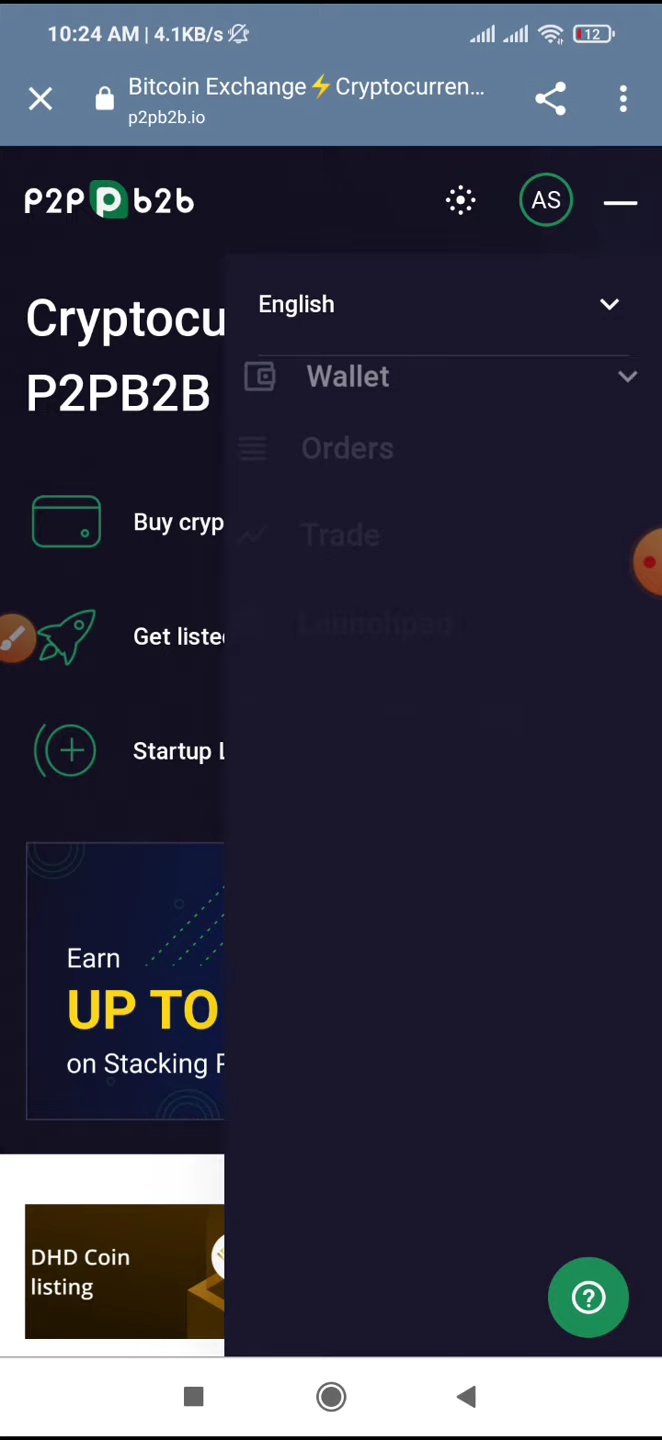 10:24 AM | 4.1KB/s
12
Bitcoin Exchange⚡Cryptocurren...
p2pb2b.io
P2P b2b
AS
English
Cryptocu
Wallet
P2PB2B
Orders
Buy cryp
Trade
Launchpad
Get liste
Startup L
Earn
UP TO
on Stacking F
DHD Coin
listing